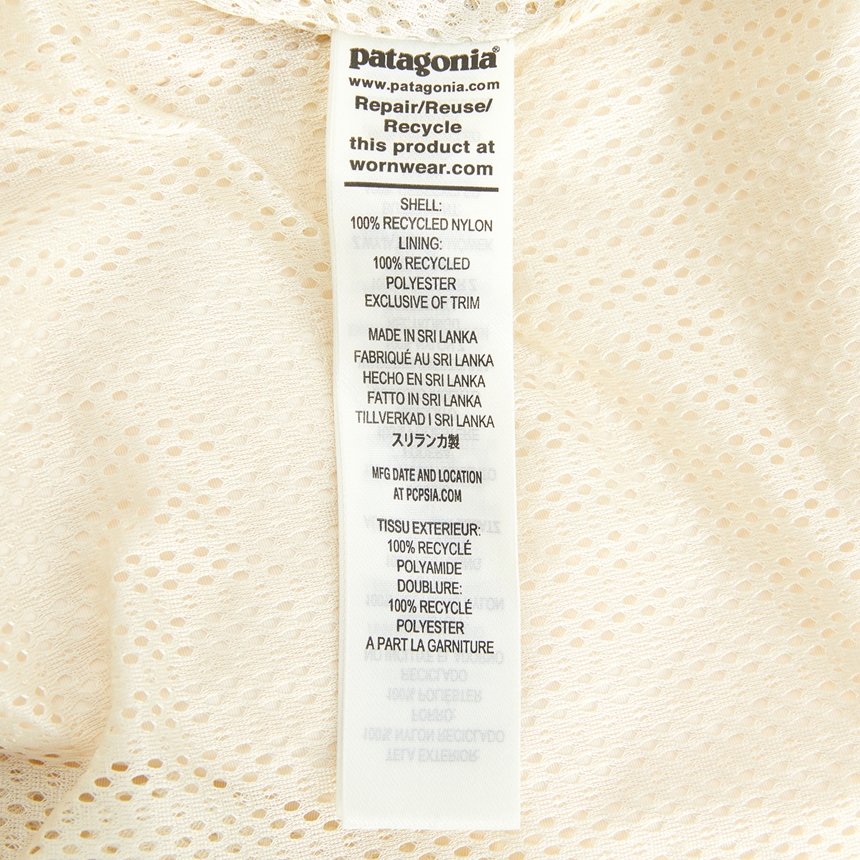 patagonia®
www.patagonia.com
Repair/Reuse/
Recycle
this product at
wornwear.com
SHELL:
100% RECYCLED NYLON
LINING:
100% RECYCLED
POLYESTER
EXCLUSIVE OF TRIM
MADE IN SRI LANKA
FABRIQUÉ AU SRI LANKA
HECHO EN SRI LANKA
FATTO IN SRI LANKA
TILLVERKAD I SRI LANKA
スリランカ製
MFG DATE AND LOCATION
AT PCPSIA.COM
TISSU EXTERIEUR:
100% RECYCLÉ
POLYAMIDE
DOUBLURE:
100% RECYCLÉ
POLYESTER
A PART LA GARNITURE